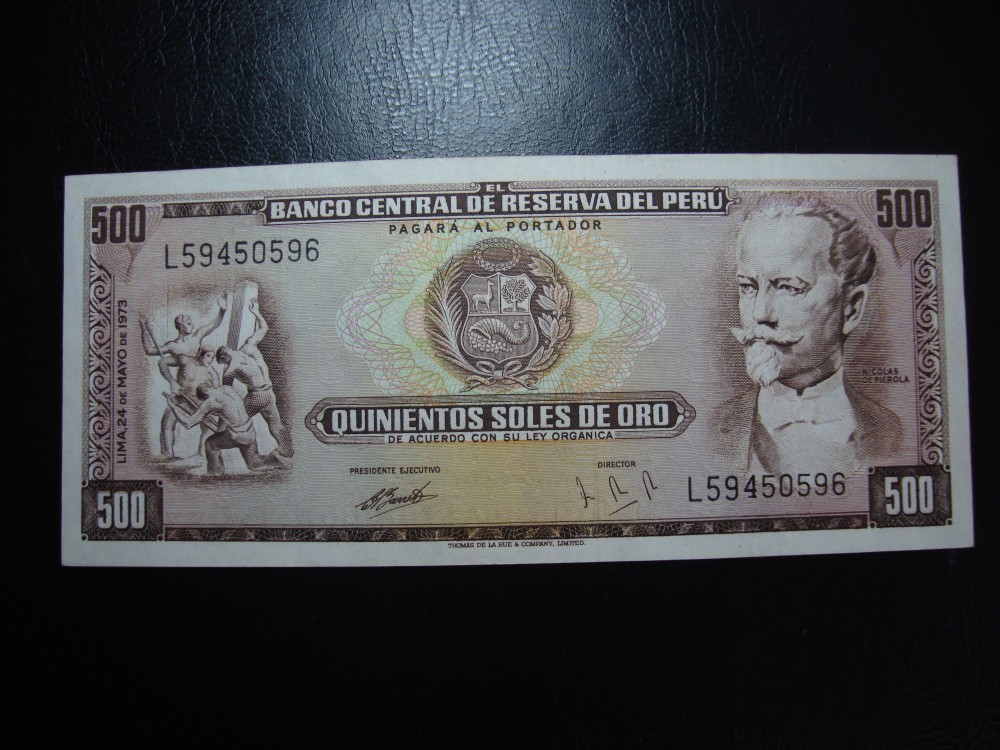 EL
BANCO CENTRAL DE RESERVA DEL PERÚ
PAGARÁ AL PORTADOR
500
500
L59450596
LIMA, 24 DE MAYO DE 1973
NICOLAS
DE PIEROLA
QUINIENTOS SOLES DE ORO
DE ACUERDO CON SU LEY ORGANICA
PRESIDENTE EJECUTIVO
DIRECTOR
L59450596
500
500
THOMAS DE LA RUE & COMPANY, LIMITED.